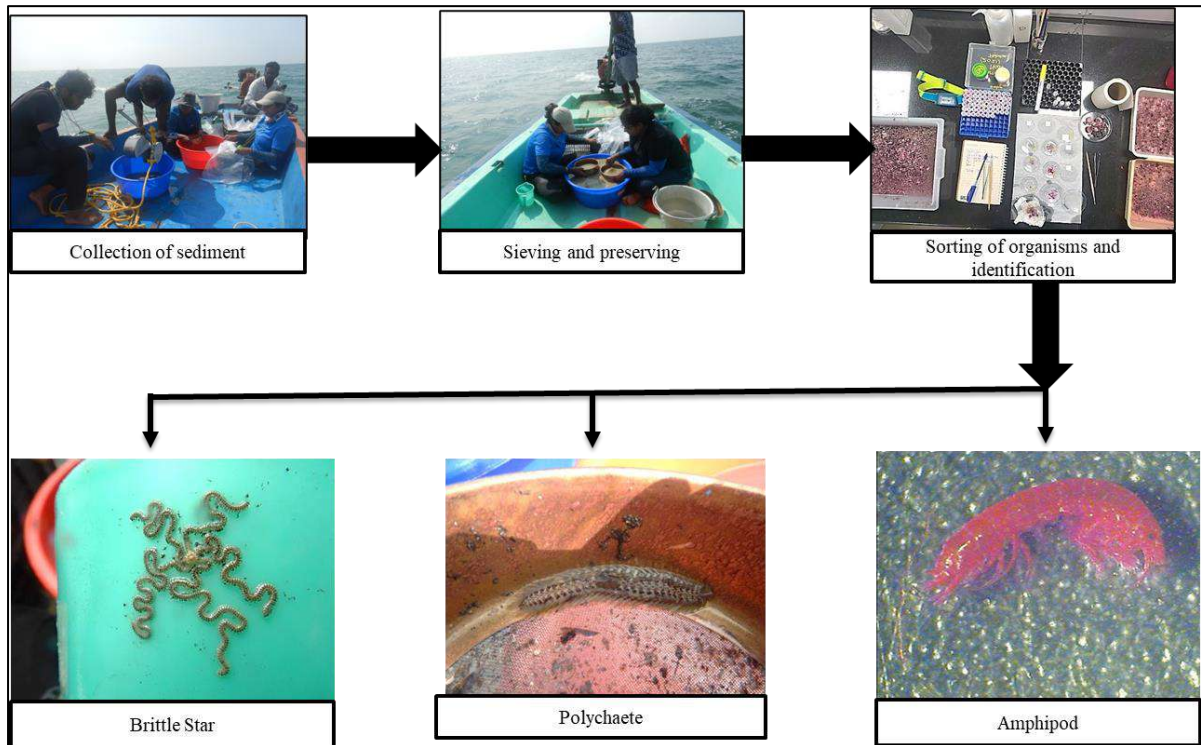 Collection of sediment
Sieving and preserving
Sorting of organisms and
identification
Brittle Star
Polychaete
Amphipod